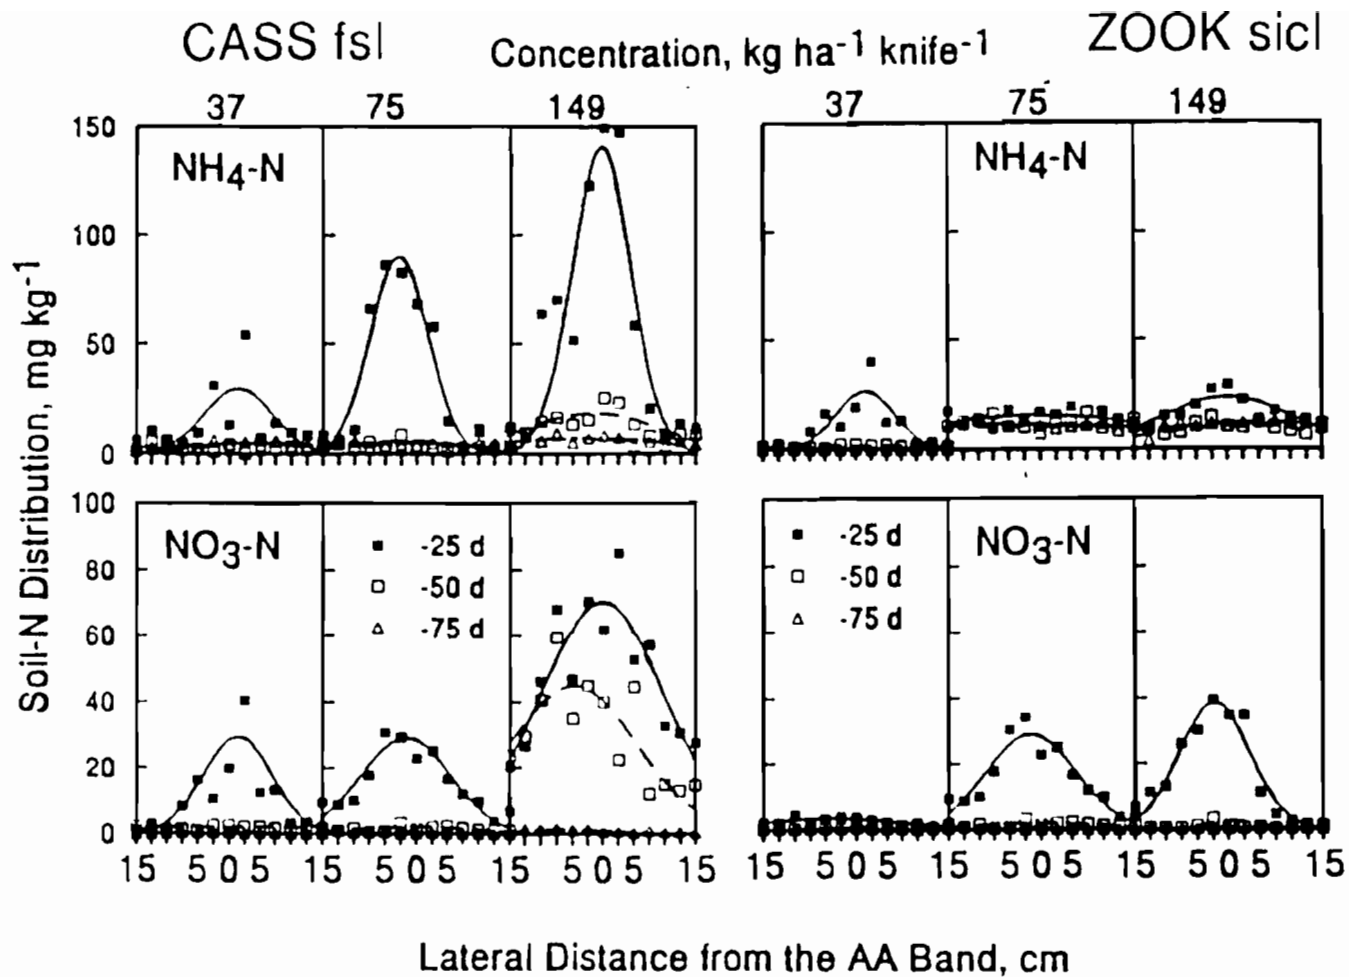 CASS fsl
Concentration, kg ha⁻¹ knife⁻¹
ZOOK sicl
37 75 149 37 75 149
Soil-N Distribution, mg kg⁻¹
150
100
50
0
NH₄-N
NH₄-N
100
80
60
40
20
0
NO₃-N
-25 d
-50 d
-75 d
-25 d
-50 d
-75 d
NO₃-N
15 5 0 5 15 5 0 5 15 5 0 5 15 15 5 0 5 15 5 0 5 15 5 0 5 15
Lateral Distance from the AA Band, cm